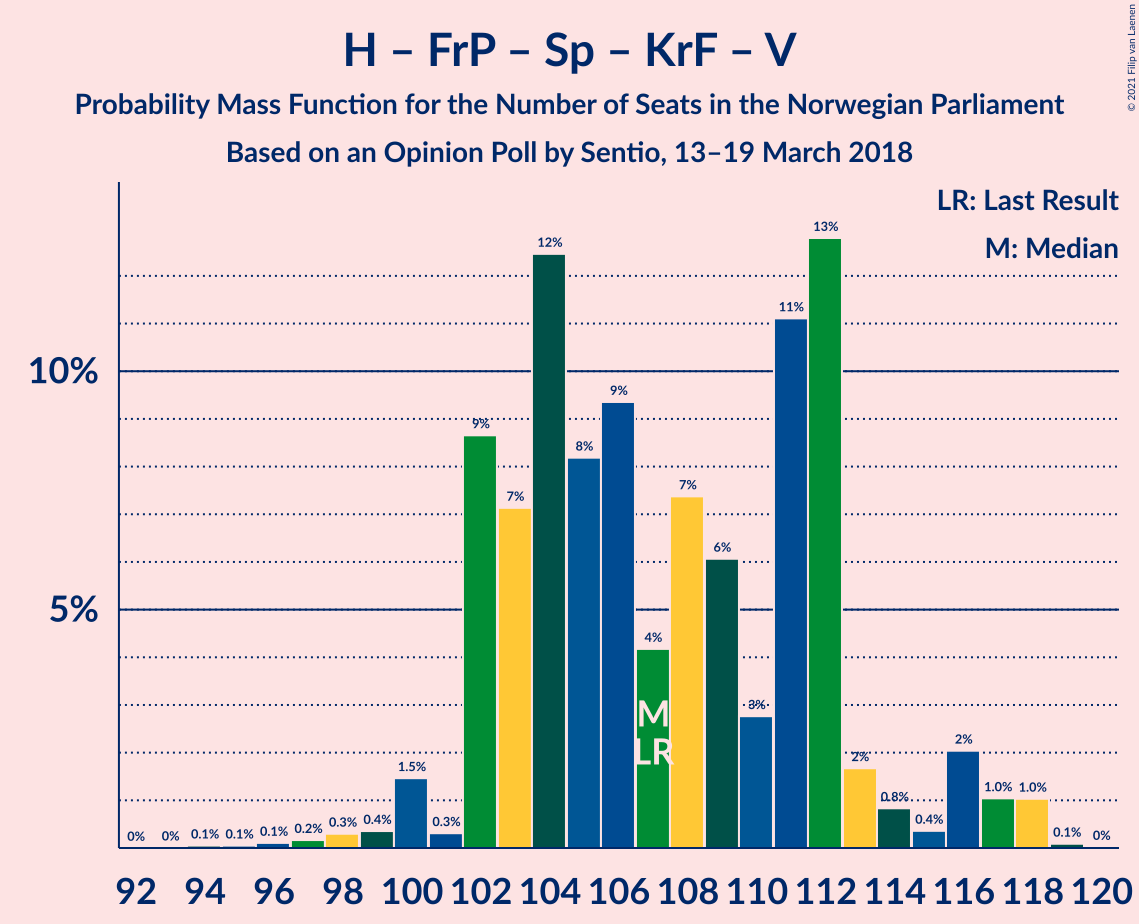 H – FrP – Sp – KrF – V
Probability Mass Function for the Number of Seats in the Norwegian Parliament
Based on an Opinion Poll by Sentio, 13–19 March 2018
© 2021 Filip van Laenen
LR: Last Result
M: Median
10%
5%
0% 0% 0.1% 0.1% 0.1% 0.2% 0.3% 0.4% 1.5% 0.3% 9% 7% 12% 8% 9% 4% 7% 6% 3% 11% 13% 2% 0.8% 0.4% 2% 1.0% 1.0% 0.1% 0%
M
LR
92 94 96 98 100 102 104 106 108 110 112 114 116 118 120